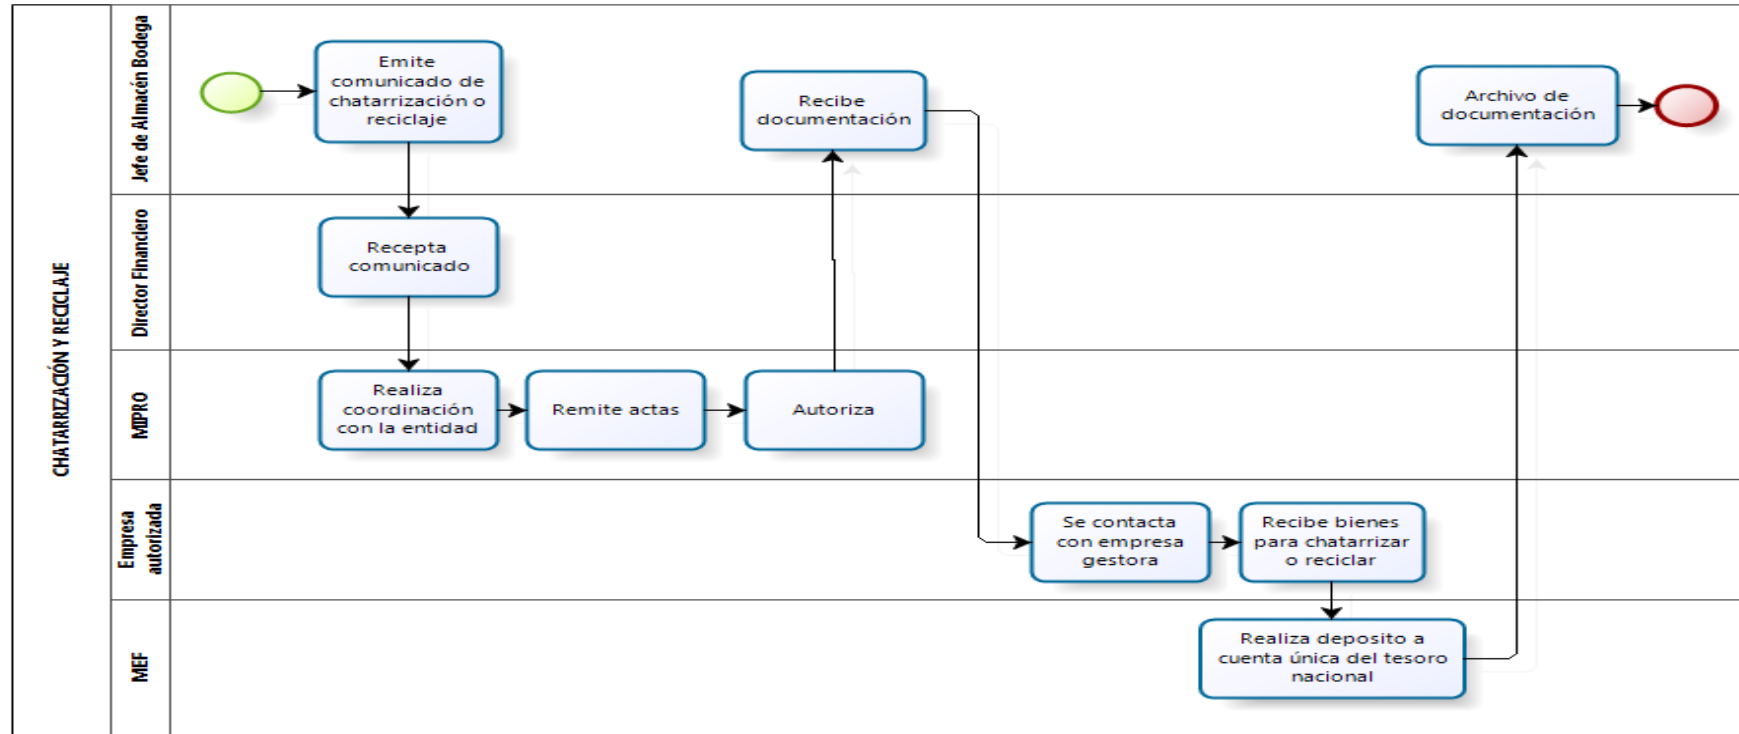 CHATARRIZACIÓN Y RECICLAJE
Jefe de Almacén Bodega
Emite
comunicado de
chatarrización o
reciclaje
Recibe
documentación
Archivo de
documentación
Director Financiero
Recepta
comunicado
MIPRO
Realiza
coordinación
con la entidad
Remite actas
Autoriza
Empresa
autorizada
Se contacta
con empresa
gestora
Recibe bienes
para chatarrizar
o reciclar
MEF
Realiza deposito a
cuenta única del tesoro
nacional